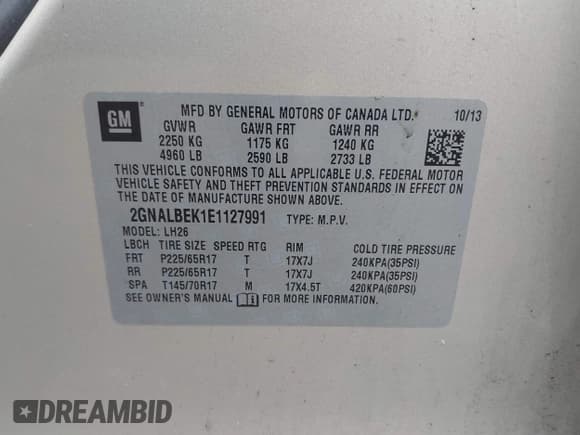 GM
MFD BY GENERAL MOTORS OF CANADA LTD. 10/13
GVWR GAWR FRT GAWR RR
2250 KG 1175 KG 1240 KG
4960 LB 2590 LB 2733 LB
THIS VEHICLE CONFORMS TO ALL APPLICABLE U.S. FEDERAL MOTOR
VEHICLE SAFETY AND THEFT PREVENTION STANDARDS IN EFFECT ON
THE DATE OF MANUFACTURE SHOWN ABOVE.
2GNALBEK1E1127991 TYPE: M.P.V.
MODEL: LH26
LBCH TIRE SIZE SPEED RTG RIM COLD TIRE PRESSURE
FRT P225/65R17 T 17X7J 240KPA(35PSI)
RR P225/65R17 T 17X7J 240KPA(35PSI)
SPA T145/70R17 M 17X4.5T 420KPA(60PSI)
SEE OWNER'S MANUAL FOR MORE INFORMATION.
DREAMBID